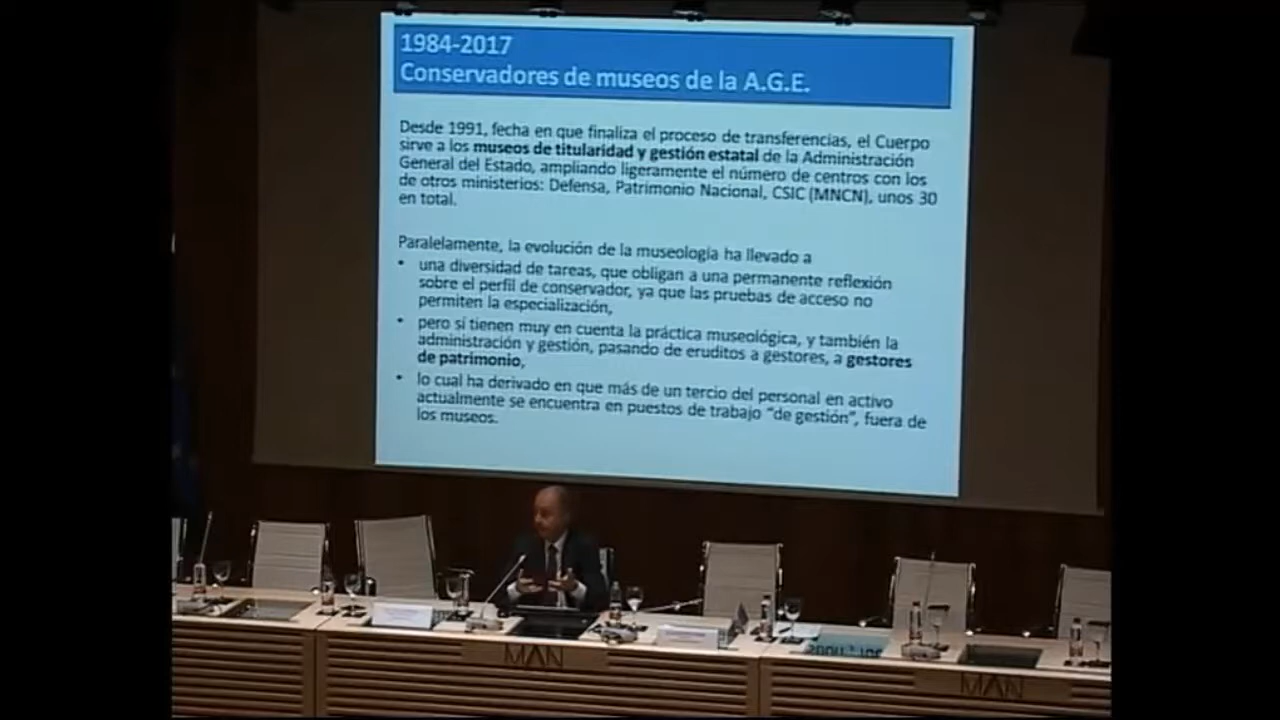 1984-2017
Conservadores de museos de la A.G.E.
Desde 1991, fecha en que finaliza el proceso de transferencias, el Cuerpo
sirve a los museos de titularidad y gestión estatal de la Administración
General del Estado, ampliando ligeramente el número de centros con los
de otros ministerios: Defensa, Patrimonio Nacional, CSIC (MNCN), unos 30
en total.
Paralelamente, la evolución de la museología ha llevado a
• una diversidad de tareas, que obligan a una permanente reflexión
sobre el perfil de conservador, ya que las pruebas de acceso no
permiten la especialización,
• pero sí tienen muy en cuenta la práctica museológica, y también la
administración y gestión, pasando de eruditos a gestores, a gestores
de patrimonio,
• lo cual ha derivado en que más de un tercio del personal en activo
actualmente se encuentra en puestos de trabajo "de gestión", fuera de
los museos.
MAN
MAN